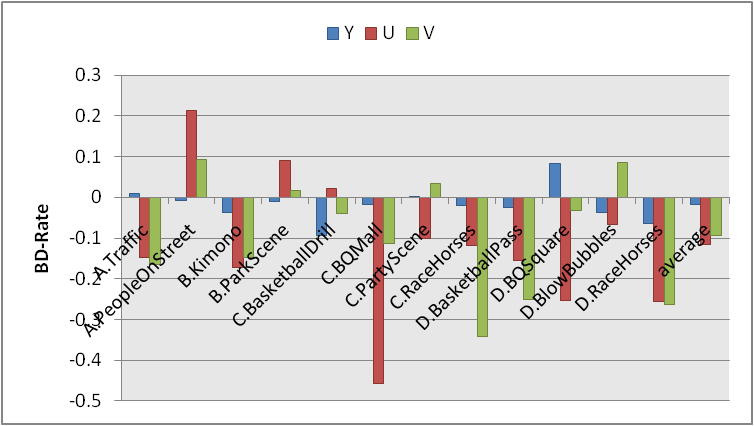 Y U V
BD-Rate
0.3
0.2
0.1
0
-0.1
-0.2
-0.3
-0.4
-0.5
A.Traffic
A.PeopleOnStreet
B.Kimono
B.ParkScene
C.BasketballDrill
C.BQMall
C.PartyScene
C.RaceHorses
D.BasketballPass
D.BQSquare
D.BlowBubbles
D.RaceHorses
average